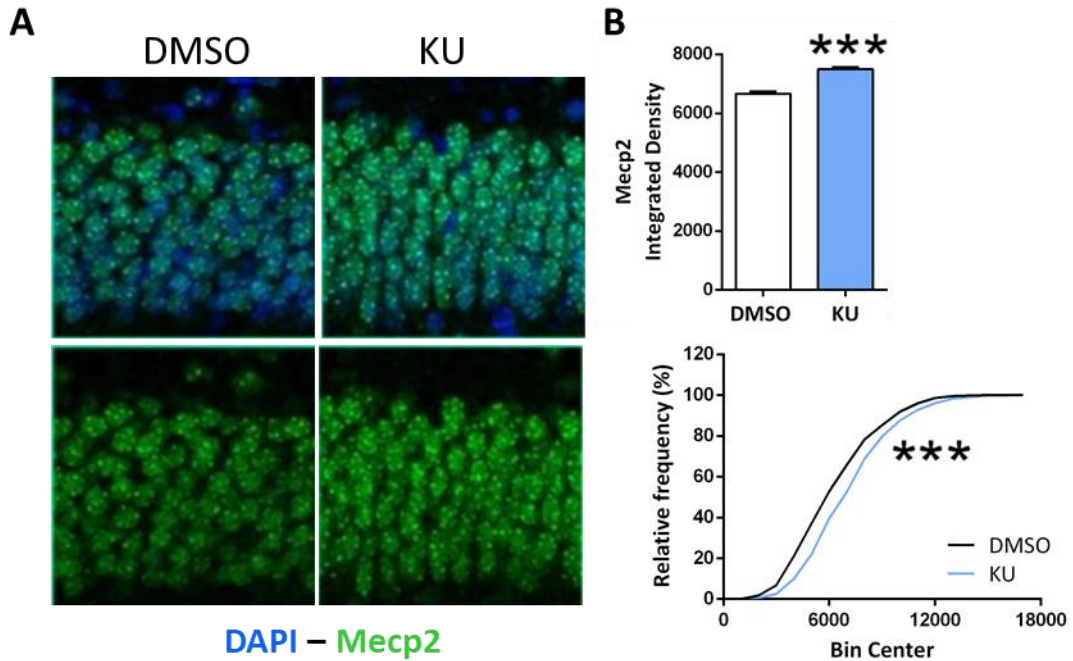 A
DMSO
KU
DAPI – Mecp2
B
***
8000
6000
4000
2000
0
Mecp2
Integrated Density
DMSO
KU
120
100
80
60
40
20
0
Relative frequency (%)
***
DMSO
KU
0
6000
12000
18000
Bin Center